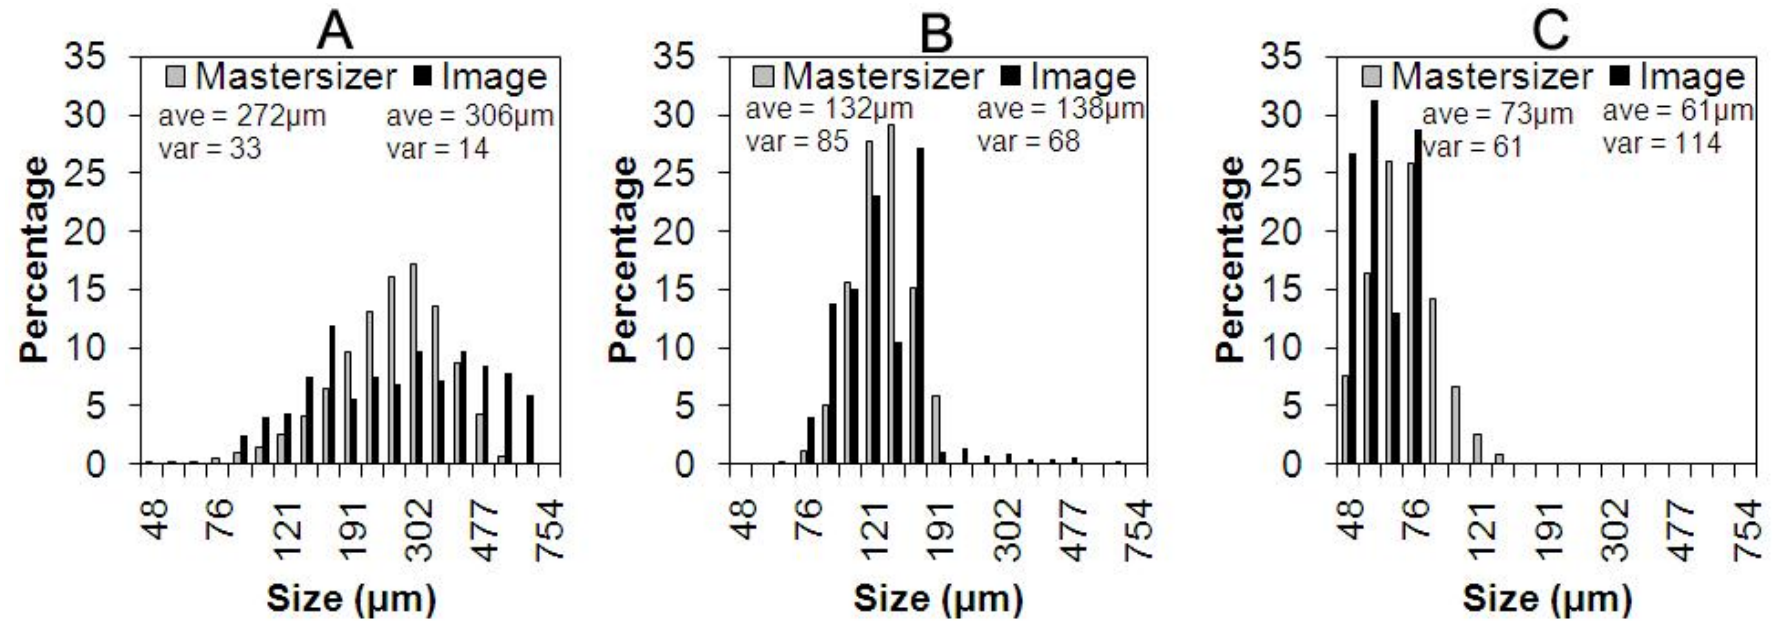 A
35
30
25
20
15
10
5
0
Percentage
Mastersizer Image
ave = 272µm ave = 306µm
var = 33 var = 14
48 76 121 191 302 477 754
Size (µm)
B
35
30
25
20
15
10
5
0
Percentage
Mastersizer Image
ave = 132µm ave = 138µm
var = 85 var = 68
48 76 121 191 302 477 754
Size (µm)
C
35
30
25
20
15
10
5
0
Percentage
Mastersizer Image
ave = 73µm ave = 61µm
var = 61 var = 114
48 76 121 191 302 477 754
Size (µm)